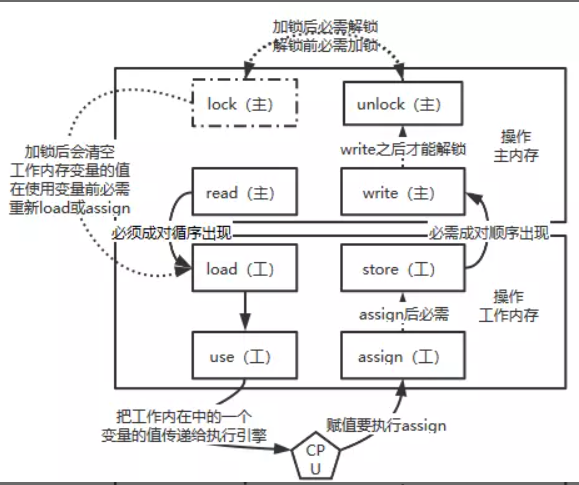 加锁后必需解锁
解锁前必需加锁
lock（主）
unlock（主）
加锁后会清空
工作内存变量的值
在使用变量前必需
重新load或assign
write之后才能解锁
操作
主内存
read（主）
write（主）
必须成对循序出现
必需成对顺序出现
load（工）
store（工）
操作
工作内存
assign后必需
use（工）
assign（工）
把工作内在中的一个
变量的值传递给执行引擎
赋值要执行assign
CP
U